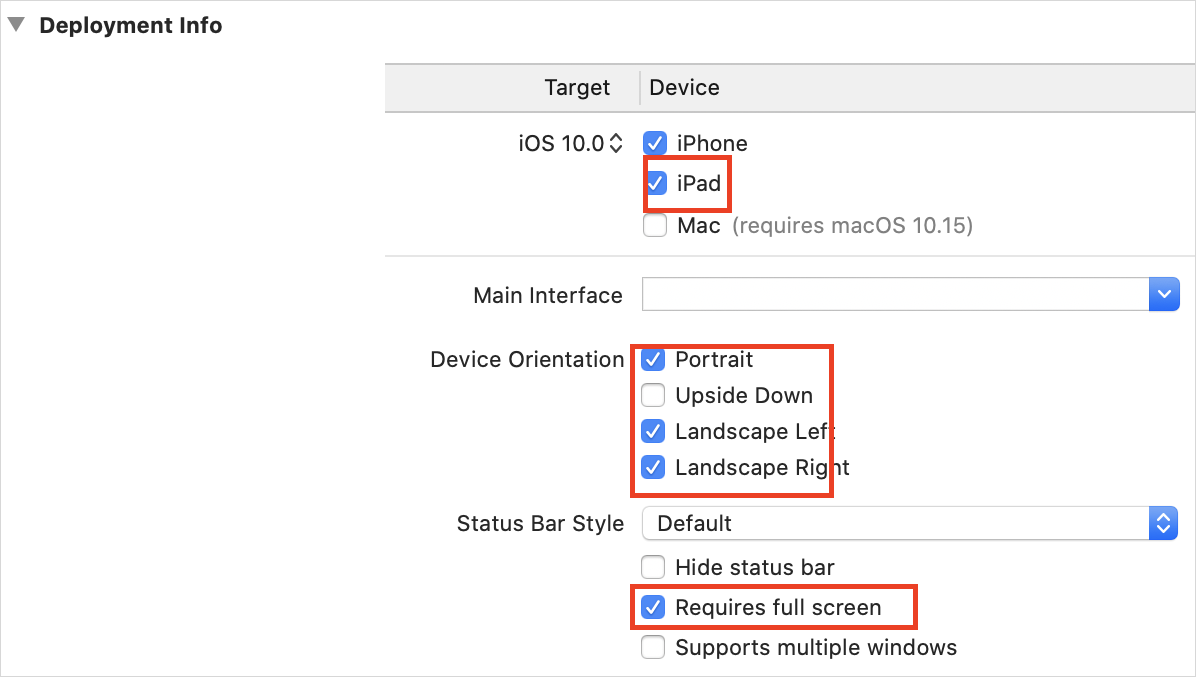 Deployment Info
Target Device
iOS 10.0 iPhone
iPad
Mac (requires macOS 10.15)
Main Interface
Device Orientation Portrait
Upside Down
Landscape Left
Landscape Right
Status Bar Style Default
Hide status bar
Requires full screen
Supports multiple windows